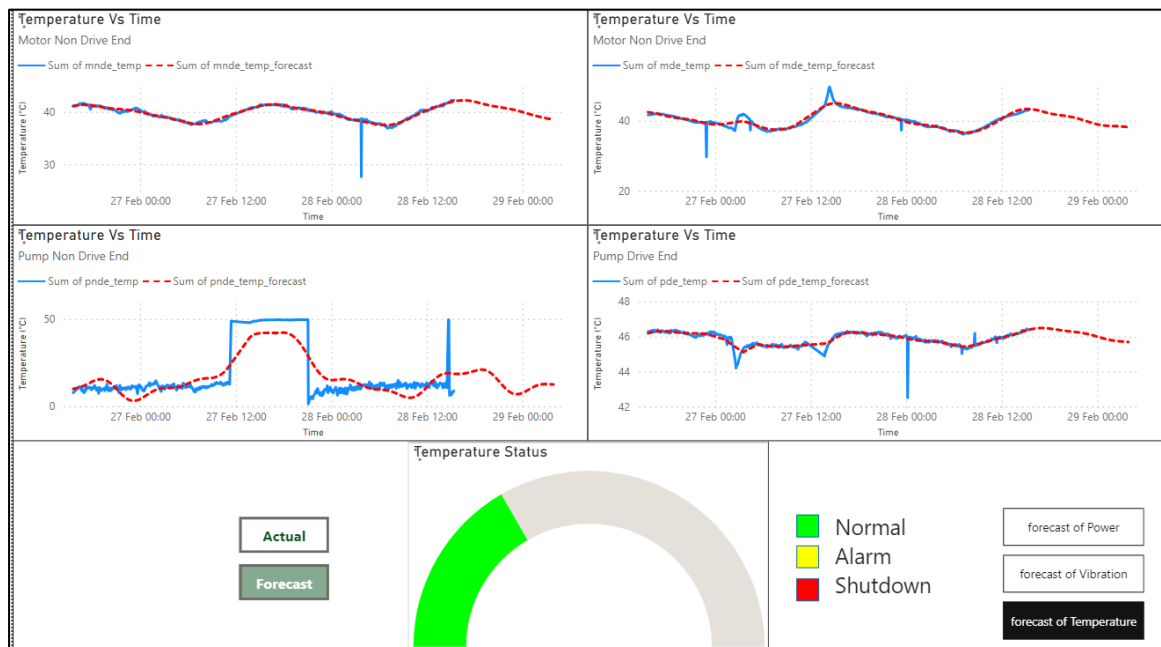 Temperature Vs Time
Motor Non Drive End
Sum of mnde_temp Sum of mnde_temp_forecast
Temperature (°C)
40
30
27 Feb 00:00 27 Feb 12:00 28 Feb 00:00 28 Feb 12:00 29 Feb 00:00
Time
Temperature Vs Time
Motor Non Drive End
Sum of mde_temp Sum of mde_temp_forecast
Temperature (°C)
40
20
27 Feb 00:00 27 Feb 12:00 28 Feb 00:00 28 Feb 12:00 29 Feb 00:00
Time
Temperature Vs Time
Pump Non Drive End
Sum of pnde_temp Sum of pnde_temp_forecast
Temperature (°C)
50
0
27 Feb 00:00 27 Feb 12:00 28 Feb 00:00 28 Feb 12:00 29 Feb 00:00
Time
Temperature Vs Time
Pump Drive End
Sum of pde_temp Sum of pde_temp_forecast
Temperature (°C)
48
46
44
42
27 Feb 00:00 27 Feb 12:00 28 Feb 00:00 28 Feb 12:00 29 Feb 00:00
Time
Actual
Forecast
Temperature Status
Normal
Alarm
Shutdown
forecast of Power
forecast of Vibration
forecast of Temperature